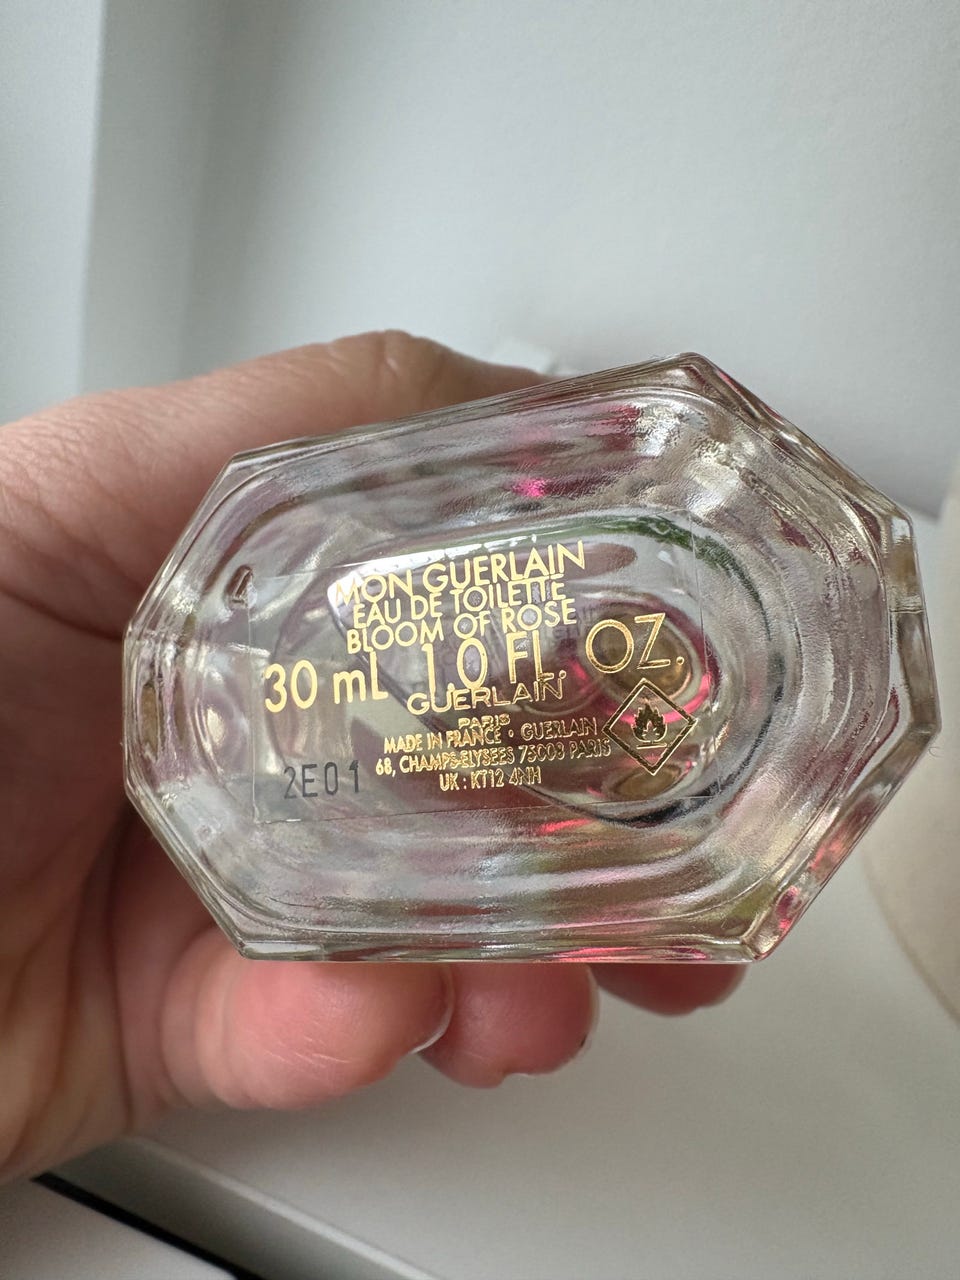 MON GUERLAIN
EAU DE TOILETTE
BLOOM OF ROSE
30 mL 1.0 FL. OZ.
GUERLAIN
PARIS
MADE IN FRANCE • GUERLAIN
68, CHAMPS-ELYSEES 75008 PARIS
UK : KT12 4NH
2E01